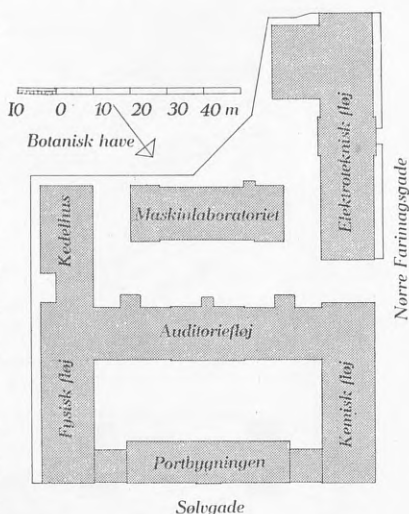 10 0 10 20 30 40 m
Botanisk have
Elektroteknisk fløj
Nørre Farimagsgade
Kedelhus
Maskinlaboratoriet
Auditoriefløj
Fysisk fløj
Kemisk fløj
Portbygningen
Sølvgade